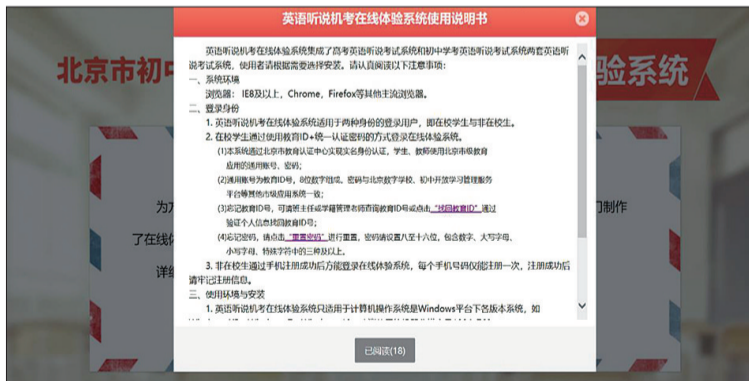 英语听说机考在线体验系统使用说明书
北京市初中
验系统
英语听说机考在线体验系统集成了高考英语听说考试系统和初中学考英语听说考试系统两套英语听
说考试系统，使用者请根据需要选择安装。请认真阅读以下注意事项：
一、系统环境
浏览器： IE8及以上，Chrome，Firefox等其他主流浏览器。
二、登录身份
1. 英语听说机考在线体验系统适用于两种身份的登录用户，即在校学生与非在校生。
2. 在校学生通过使用教育ID+统一认证密码的方式登录在线体验系统。
(1)本系统通过北京市教育认证中心实现实名身份认证，学生、教师使用北京市级教育
应用的通用账号、密码；
(2)通用账号为教育ID号，8位数字组成，密码与北京数字学校、初中开放学习管理服务
平台等其他市级应用系统一致；
(3)忘记教育ID号，可请班主任或学籍管理老师查询教育ID号或点击“找回教育ID”通过
验证个人信息找回教育ID号；
(4)忘记密码，请点击“重置密码”进行重置，密码请设置八至十六位，包含数字、大写字母、
小写字母、特殊字符中的三种及以上。
3. 非在校生通过手机注册成功后方能登录在线体验系统，每个手机号码仅能注册一次，注册成功后
请牢记注册信息。
三、使用环境与安装
1. 英语听说机考在线体验系统只适用于计算机操作系统是Windows平台下各版本系统，如
为方
门制作
了在线体
详细
已阅读(18)